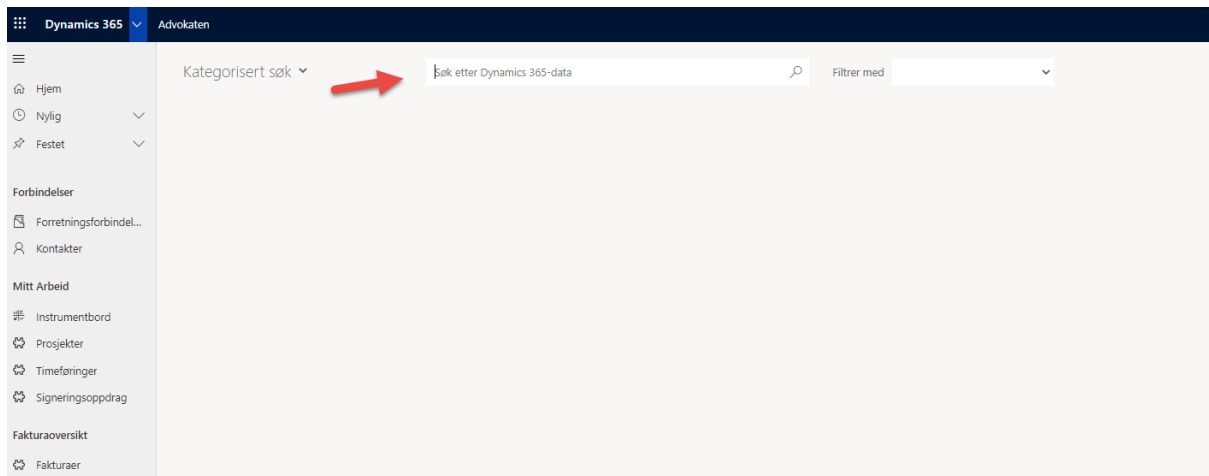 Dynamics 365 Advokaten
Kategorisert søk Søk etter Dynamics 365-data Filtrer med
Hjem
Nylig
Festet
Forbindelser
Forretningsforbindel...
Kontakter
Mitt Arbeid
Instrumentbord
Prosjekter
Timeføringer
Signeringsoppdrag
Fakturaoversikt
Fakturaer